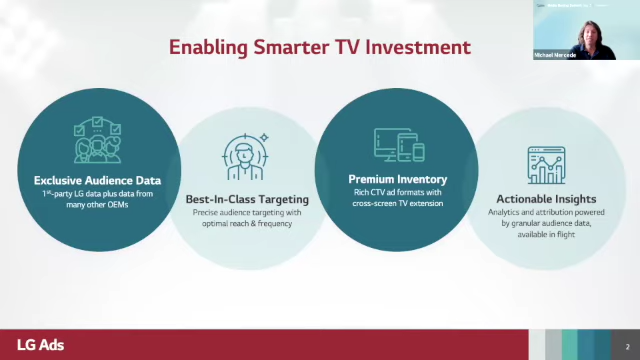 Enabling Smarter TV Investment
Michael Mercede
Exclusive Audience Data
1st-party LG data plus data from
many other OEMs
Best-In-Class Targeting
Precise audience targeting with
optimal reach & frequency
Premium Inventory
Rich CTV ad formats with
cross-screen TV extension
Actionable Insights
Analytics and attribution powered
by granular audience data,
available in flight
LG Ads
2